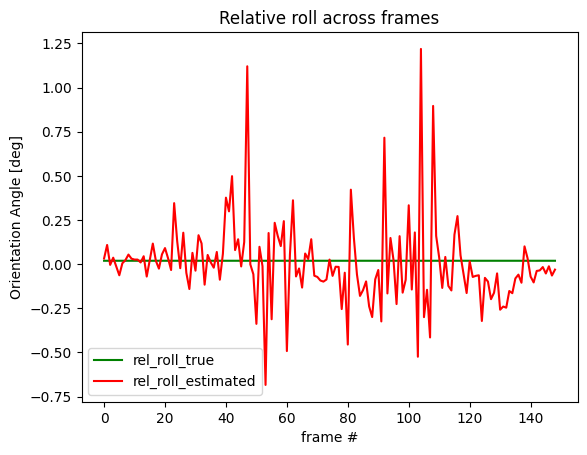 Relative roll across frames
Orientation Angle [deg]
1.25
1.00
0.75
0.50
0.25
0.00
−0.25
−0.50
−0.75
rel_roll_true
rel_roll_estimated
0 20 40 60 80 100 120 140
frame #